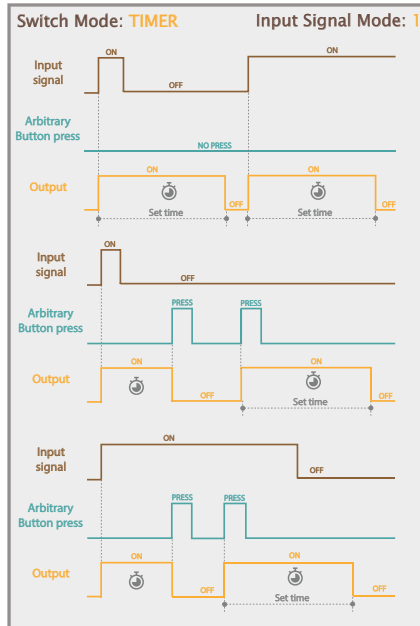 Switch Mode: TIMER Input Signal Mode: 1
ON ON
Input
signal
OFF
Arbitrary
Button press
NO PRESS
ON ON
Output
OFF OFF
Set time Set time
ON
Input
signal
OFF
PRESS PRESS
Arbitrary
Button press
ON ON
Output
OFF OFF
Set time
ON
Input
signal
OFF
PRESS PRESS
Arbitrary
Button press
ON ON
Output
OFF OFF
Set time